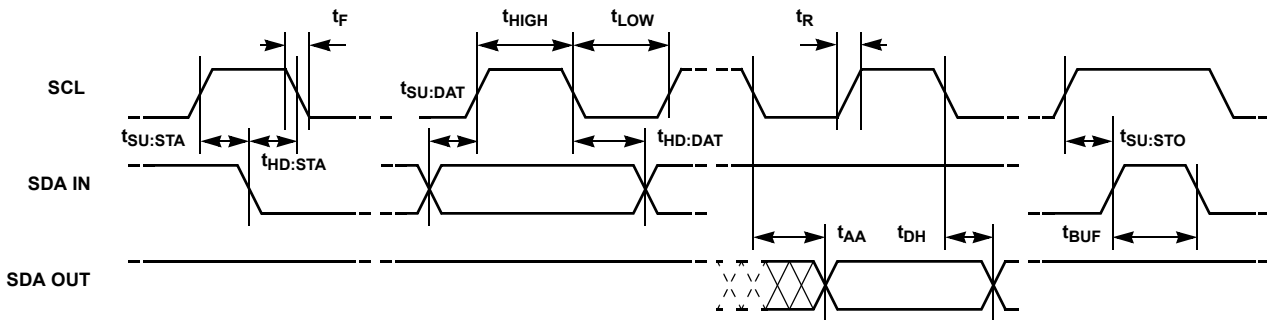 tF
tHIGH
tLOW
tR
SCL
tSU:DAT
tSU:STA
tHD:STA
tHD:DAT
tSU:STO
SDA IN
tAA
tDH
tBUF
SDA OUT